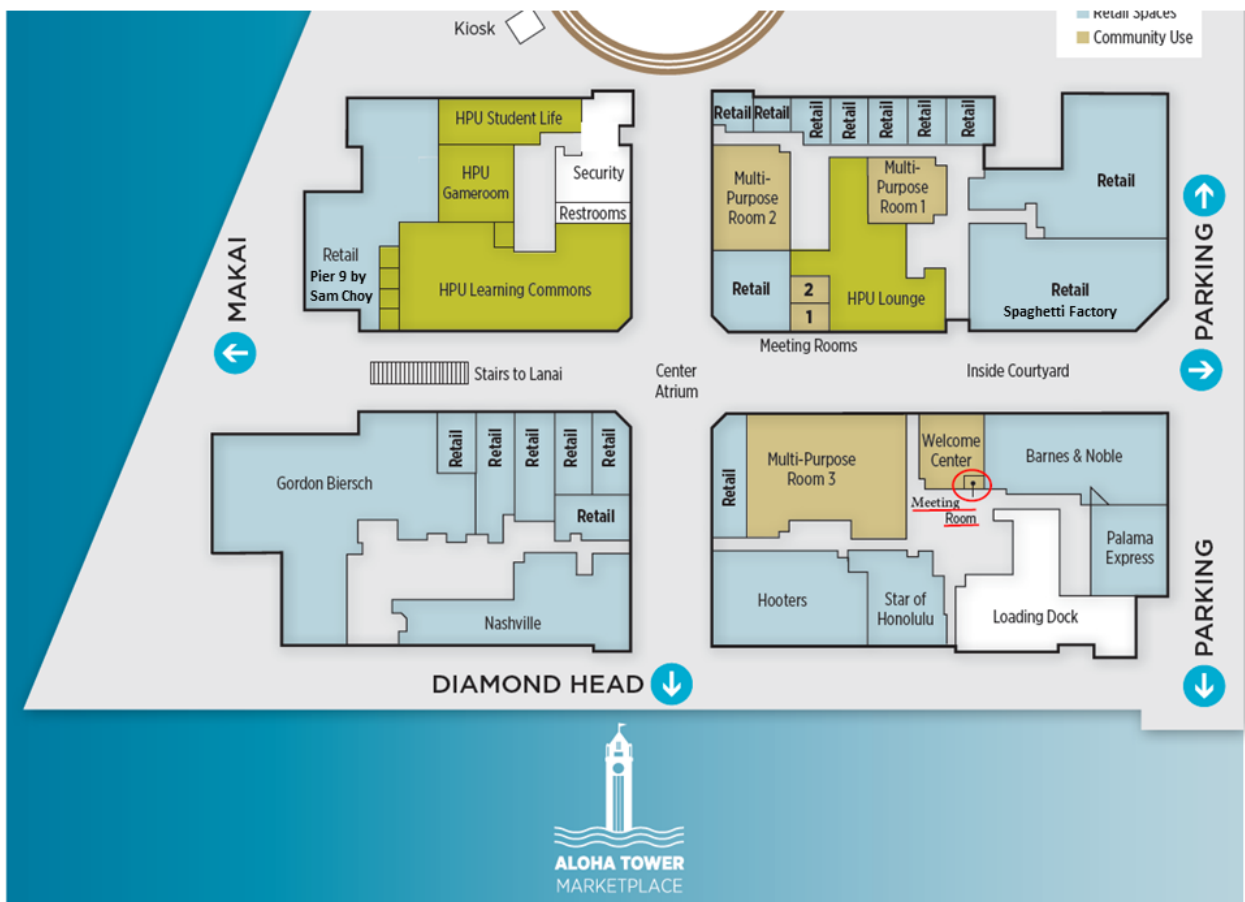 Kiosk
Retail Spaces
Community Use
HPU Student Life
HPU
Gameroom
Security
Restrooms
Retail
Pier 9 by
Sam Choy
HPU Learning Commons
Retail
Retail
Retail
Retail
Retail
Retail
Retail
Multi-
Purpose
Room 2
Multi-
Purpose
Room 1
Retail
Retail
2
1
HPU Lounge
Retail
Spaghetti Factory
Meeting Rooms
MAKAI
PARKING
Stairs to Lanai
Center
Atrium
Inside Courtyard
Gordon Biersch
Retail
Retail
Retail
Retail
Retail
Retail
Nashville
Retail
Multi-Purpose
Room 3
Welcome
Center
Barnes & Noble
Meeting
Room
Palama
Express
Hooters
Star of
Honolulu
Loading Dock
PARKING
DIAMOND HEAD
ALOHA TOWER
MARKETPLACE